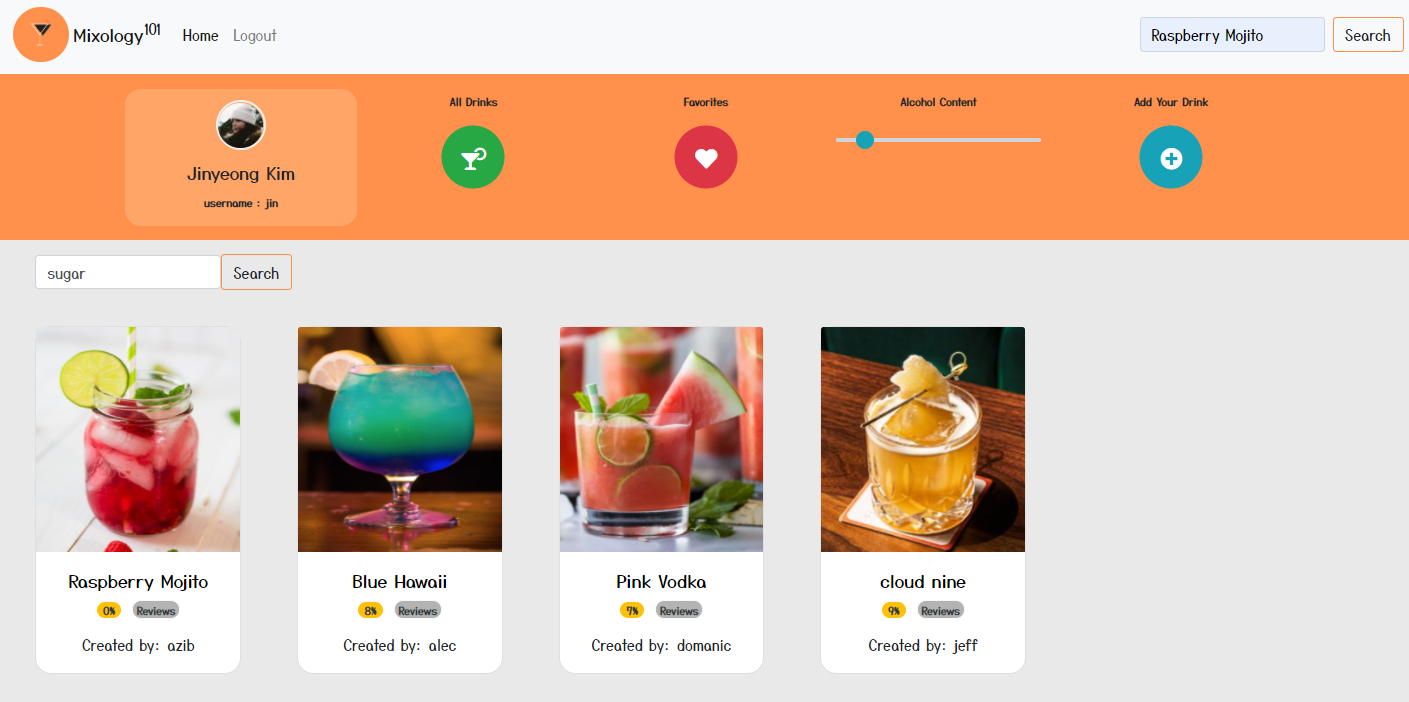 Mixology101 Home Logout Raspberry Mojito Search
All Drinks Favorites Alcohol Content Add Your Drink
Jinyeong Kim
username : jin
sugar Search
Raspberry Mojito Blue Hawaii Pink Vodka cloud nine
0% Reviews 8% Reviews 7% Reviews 9% Reviews
Created by: azib Created by: alec Created by: domanic Created by: jeff